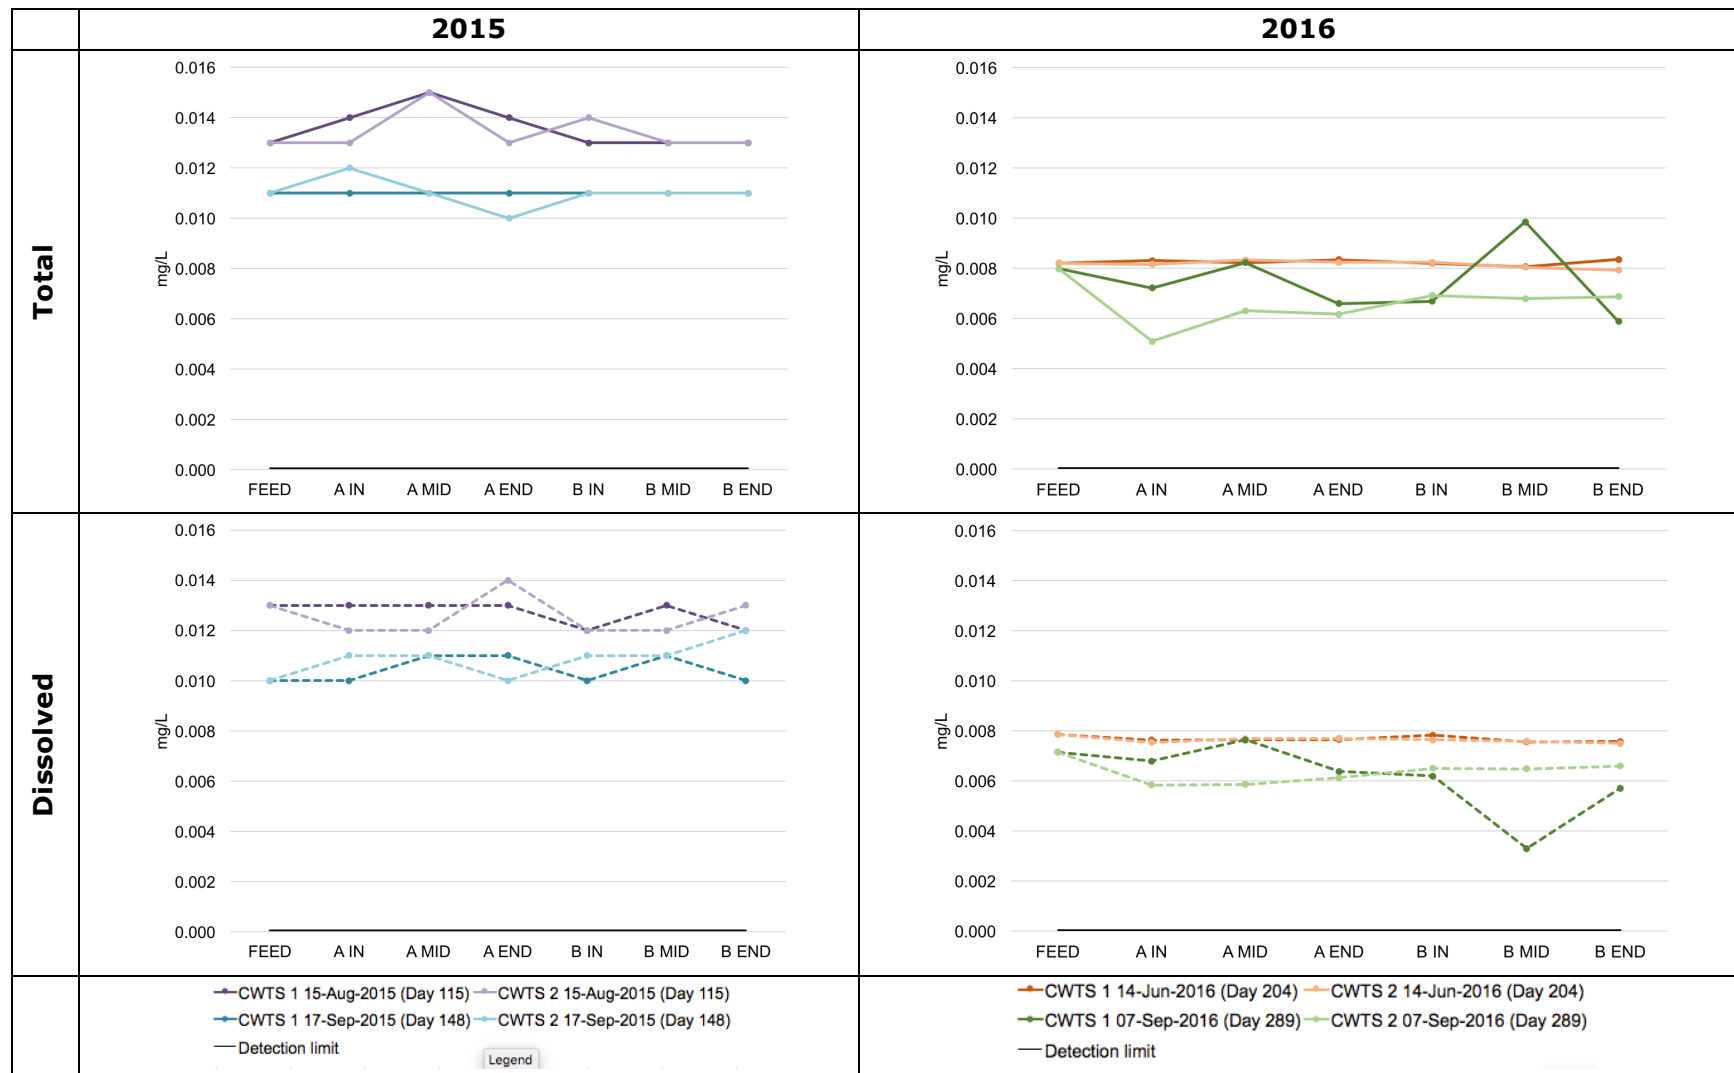 2015 2016
Total
0.016
0.014
0.012
0.010
0.008
0.006
0.004
0.002
0.000
mg/L
FEED A IN A MID A END B IN B MID B END
0.016
0.014
0.012
0.010
0.008
0.006
0.004
0.002
0.000
mg/L
FEED A IN A MID A END B IN B MID B END
Dissolved
0.016
0.014
0.012
0.010
0.008
0.006
0.004
0.002
0.000
mg/L
FEED A IN A MID A END B IN B MID B END
0.016
0.014
0.012
0.010
0.008
0.006
0.004
0.002
0.000
mg/L
FEED A IN A MID A END B IN B MID B END
CWTS 1 15-Aug-2015 (Day 115) CWTS 2 15-Aug-2015 (Day 115)
CWTS 1 17-Sep-2015 (Day 148) CWTS 2 17-Sep-2015 (Day 148)
Detection limit
Legend
CWTS 1 14-Jun-2016 (Day 204) CWTS 2 14-Jun-2016 (Day 204)
CWTS 1 07-Sep-2016 (Day 289) CWTS 2 07-Sep-2016 (Day 289)
Detection limit